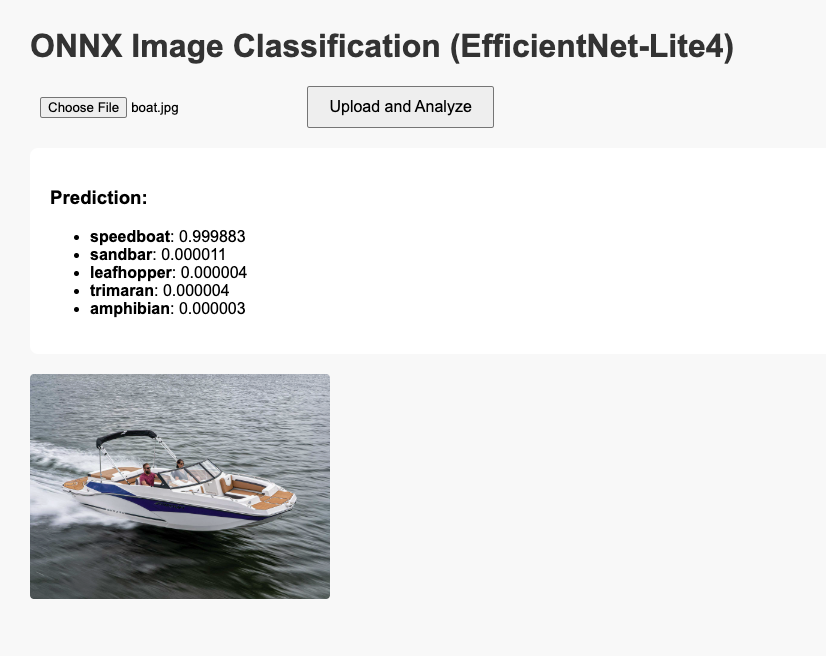 ONNX Image Classification (EfficientNet-Lite4)
Choose File boat.jpg Upload and Analyze
Prediction:
• speedboat: 0.999883
• sandbar: 0.000011
• leafhopper: 0.000004
• trimaran: 0.000004
• amphibian: 0.000003